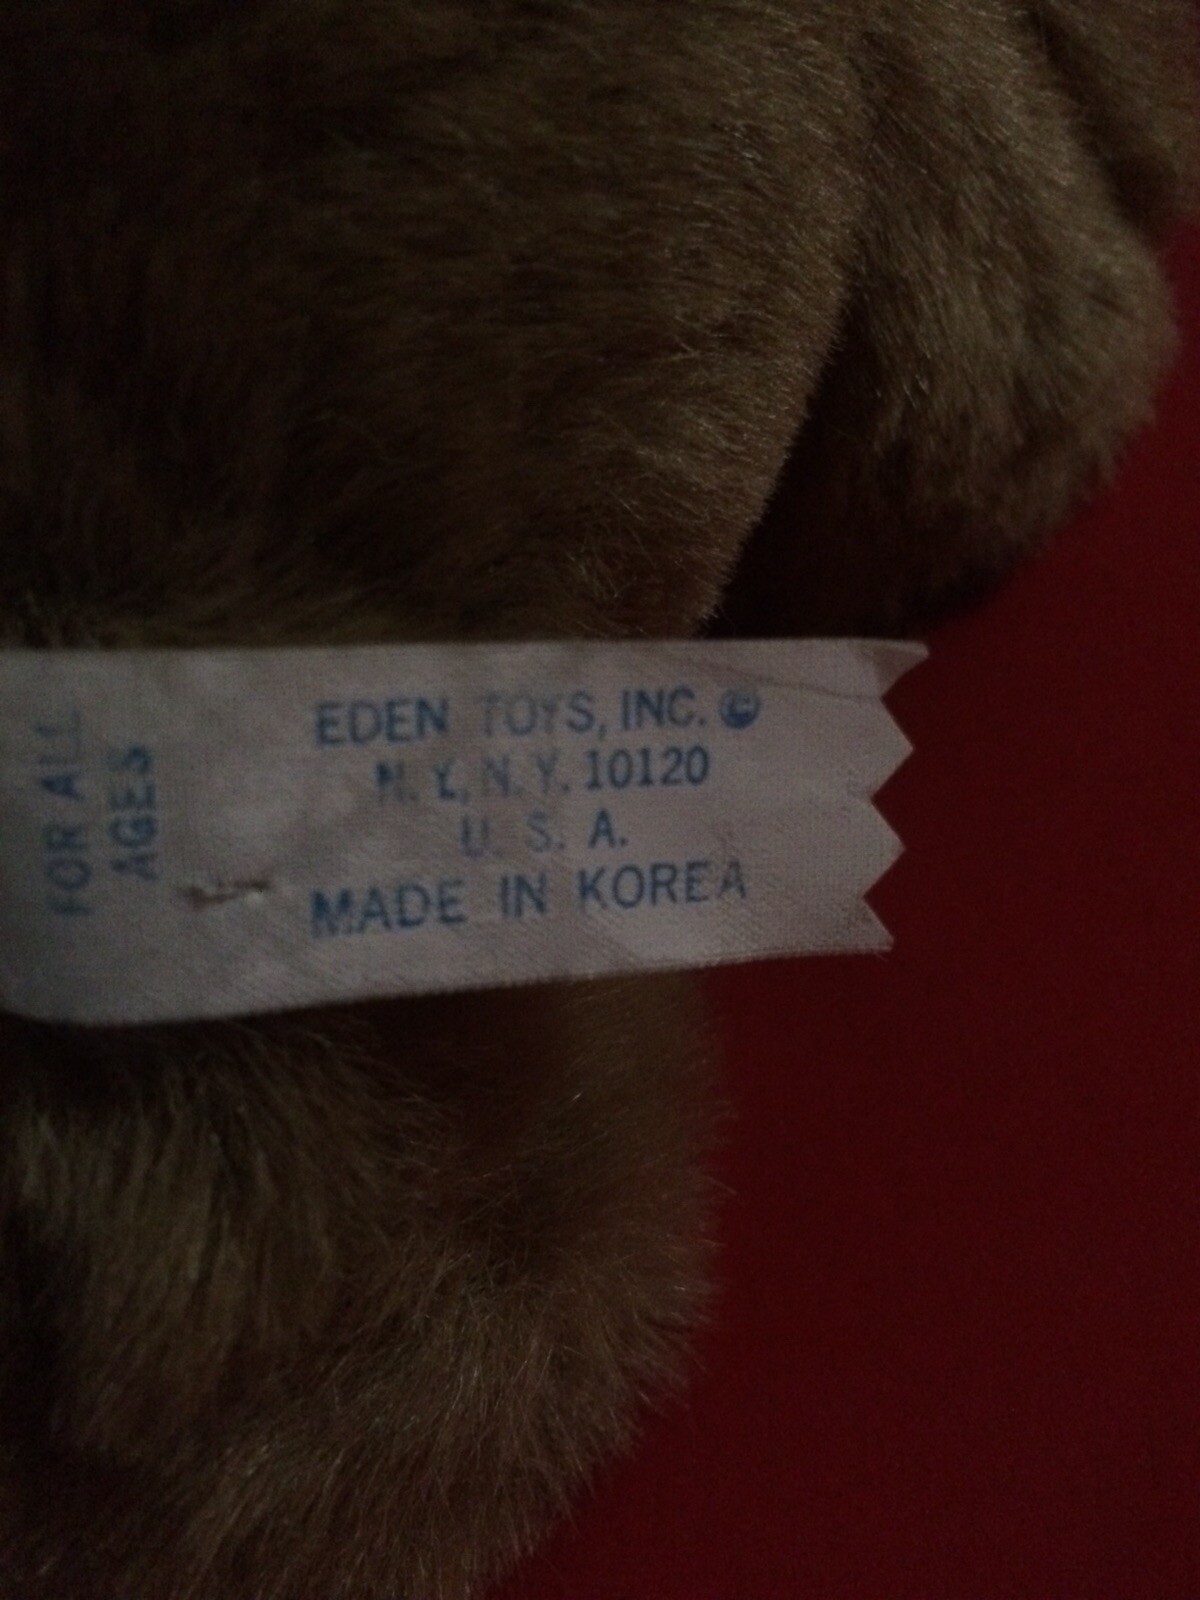 FOR ALL
AGES
EDEN TOYS, INC.
N. Y., N. Y. 10120
U. S. A.
MADE IN KOREA